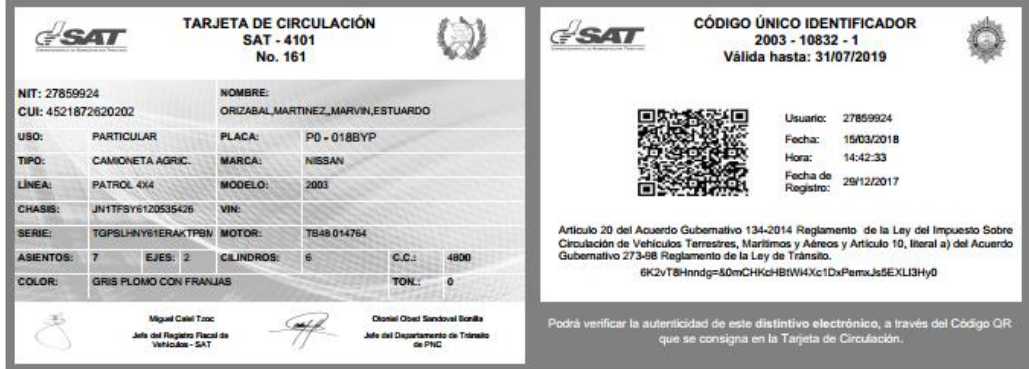 SAT
TARJETA DE CIRCULACIÓN
SAT - 4101
No. 161
NIT: 27859924
CUI: 4521872620202
NOMBRE:
ORIZABAL,MARTINEZ,,MARVIN,ESTUARDO
USO: PARTICULAR PLACA: P0 - 018BYP
TIPO: CAMIONETA AGRIC. MARCA: NISSAN
LÍNEA: PATROL 4X4 MODELO: 2003
CHASIS: JN1TFSY61Z0535426 VIN:
SERIE: TGPSLHNY61ERAKTPBM MOTOR: TB48 014764
ASIENTOS: 7 EJES: 2 CILINDROS: 6 C.C.: 4800
COLOR: GRIS PLOMO CON FRANJAS TON.: 0
Miguel Calel Tzoc
Jefe del Registro Fiscal de
Vehículos - SAT
Otoniel Obed Sandoval Bonilla
Jefe del Departamento de Tránsito
de PNC
SAT
CÓDIGO ÚNICO IDENTIFICADOR
2003 - 10832 - 1
Válida hasta: 31/07/2019
Usuario: 27859924
Fecha: 15/03/2018
Hora: 14:42:33
Fecha de
Registro: 29/12/2017
Artículo 20 del Acuerdo Gubernativo 134-2014 Reglamento de la Ley del Impuesto Sobre
Circulación de Vehículos Terrestres, Marítimos y Aéreos y Artículo 10, literal a) del Acuerdo
Gubernativo 273-98 Reglamento de la Ley de Tránsito.
6K2vT8Hnndg=&0mCHKcHBtWi4Xc1DxPemxJs5EXLI3Hy0
Podrá verificar la autenticidad de este distintivo electrónico, a través del Código QR
que se consigna en la Tarjeta de Circulación.